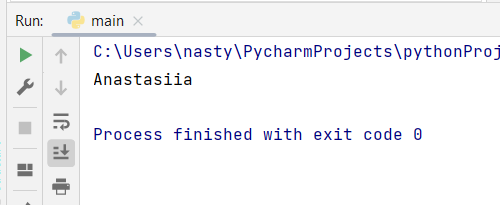 Run: main
C:\Users\nasty\PycharmProjects\pythonProj
Anastasiia
Process finished with exit code 0